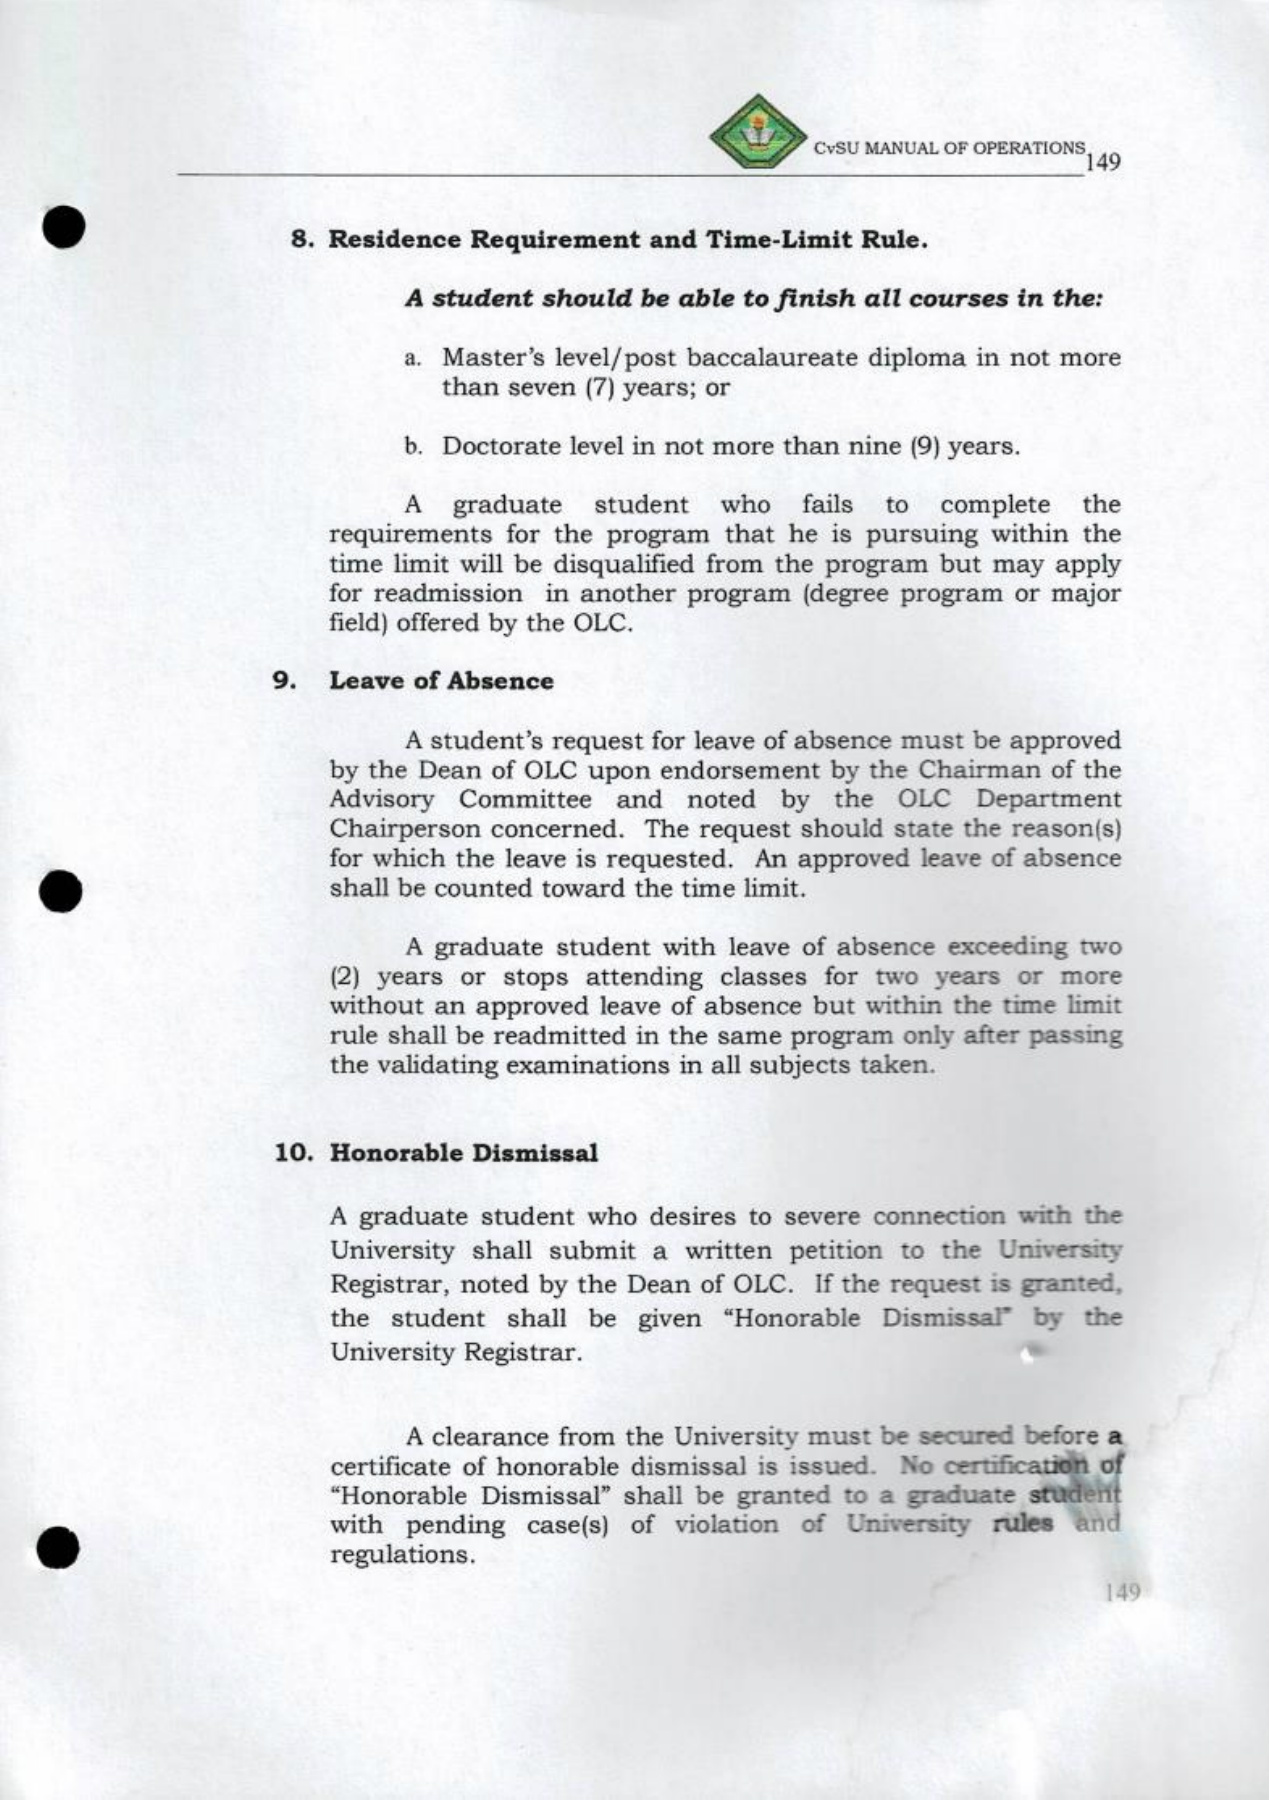 CvSU MANUAL OF OPERATIONS 149
8. Residence Requirement and Time-Limit Rule.
A student should be able to finish all courses in the:
a. Master's level/post baccalaureate diploma in not more
than seven (7) years; or
b. Doctorate level in not more than nine (9) years.
A graduate student who fails to complete the
requirements for the program that he is pursuing within the
time limit will be disqualified from the program but may apply
for readmission in another program (degree program or major
field) offered by the OLC.
9. Leave of Absence
A student's request for leave of absence must be approved
by the Dean of OLC upon endorsement by the Chairman of the
Advisory Committee and noted by the OLC Department
Chairperson concerned. The request should state the reason(s)
for which the leave is requested. An approved leave of absence
shall be counted toward the time limit.
A graduate student with leave of absence exceeding two
(2) years or stops attending classes for two years or more
without an approved leave of absence but within the time limit
rule shall be readmitted in the same program only after passing
the validating examinations in all subjects taken.
10. Honorable Dismissal
A graduate student who desires to severe connection with the
University shall submit a written petition to the University
Registrar, noted by the Dean of OLC. If the request is granted,
the student shall be given “Honorable Dismissal” by the
University Registrar.
A clearance from the University must be secured before a
certificate of honorable dismissal is issued. No certification of
“Honorable Dismissal” shall be granted to a graduate student
with pending case(s) of violation of University rules and
regulations.
149